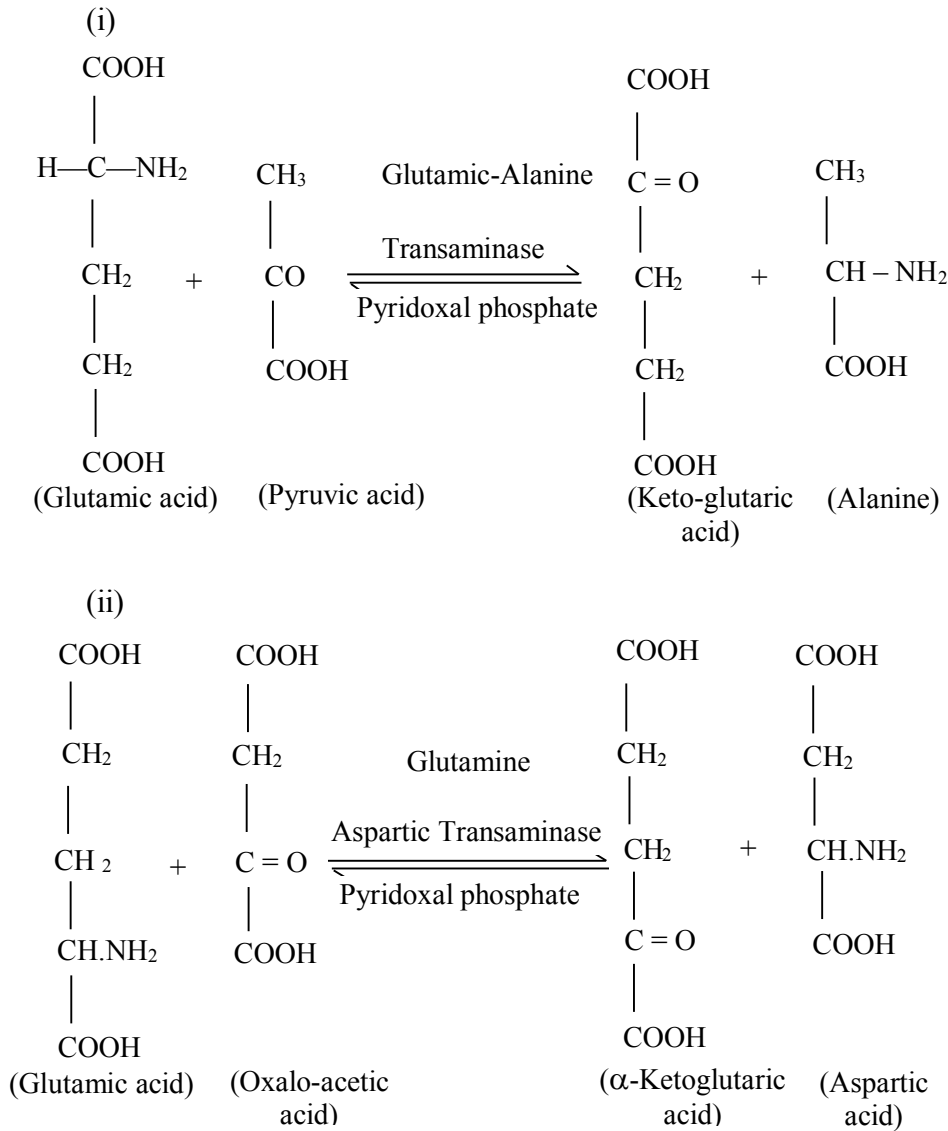 (i)
COOH
COOH
H—C—NH2
CH3
Glutamic-Alanine
C = O
CH3
Transaminase
CH2
+
CO
CH2
+
CH – NH2
Pyridoxal phosphate
CH2
COOH
CH2
COOH
COOH
COOH
(Glutamic acid)
(Pyruvic acid)
(Keto-glutaric
acid)
(Alanine)
(ii)
COOH
COOH
COOH
COOH
CH2
CH2
Glutamine
CH2
CH2
Aspartic Transaminase
CH 2
+
C = O
CH2
+
CH.NH2
Pyridoxal phosphate
CH.NH2
COOH
C = O
COOH
COOH
COOH
(Glutamic acid)
(Oxalo-acetic
acid)
(α-Ketoglutaric
acid)
(Aspartic
acid)